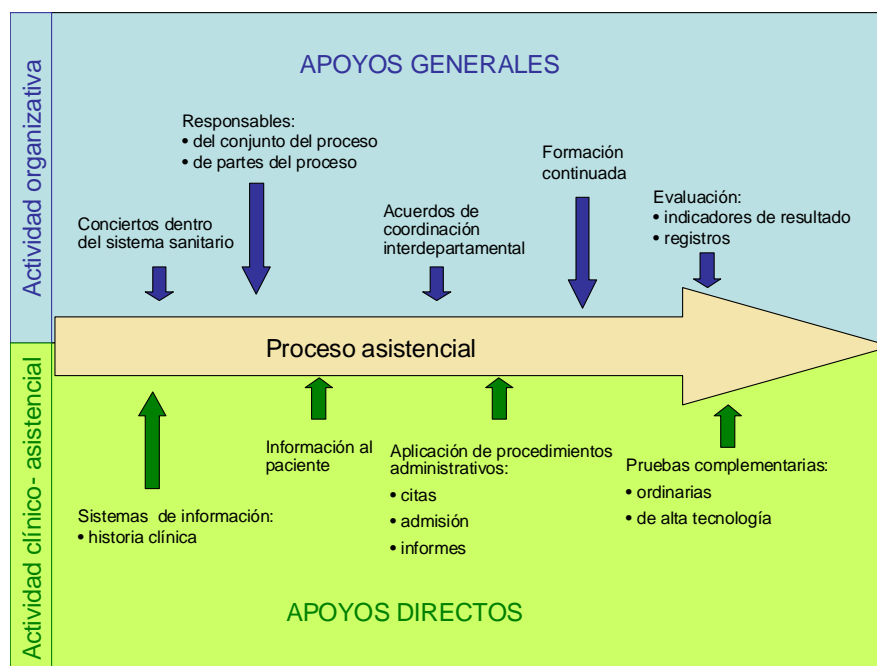 Actividad organizativa
APOYOS GENERALES
Responsables:
• del conjunto del proceso
• de partes del proceso
Formación
continuada
Conciertos dentro
del sistema sanitario
Acuerdos de
coordinación
interdepartamental
Evaluación:
• indicadores de resultado
• registros
Proceso asistencial
Actividad clínico- asistencial
Sistemas de información:
• historia clínica
Información al
paciente
Aplicación de procedimientos
administrativos:
• citas
• admisión
• informes
Pruebas complementarias:
• ordinarias
• de alta tecnología
APOYOS DIRECTOS